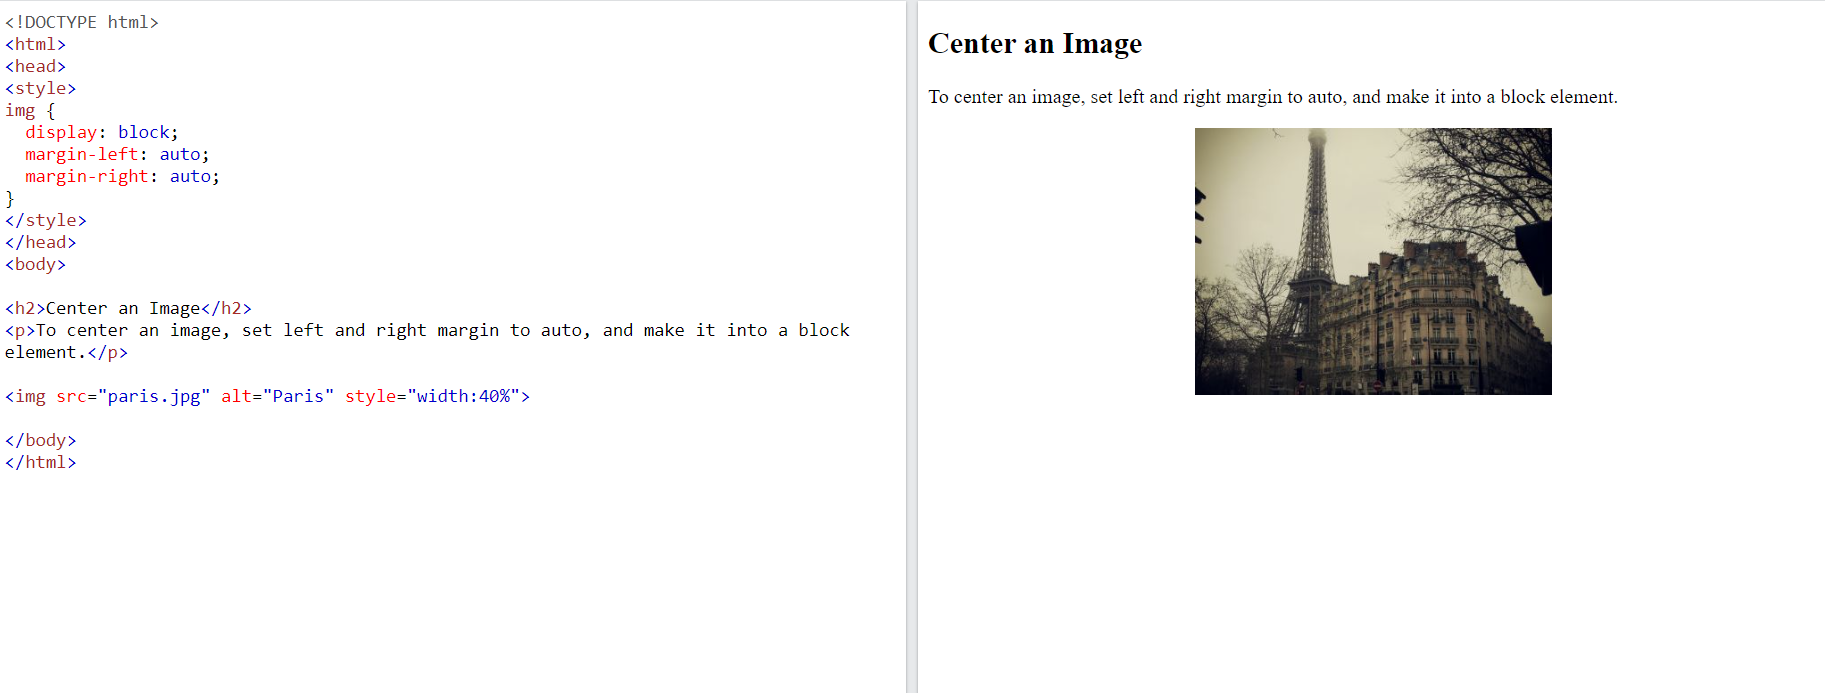 <!DOCTYPE html>
<html>
<head>
<style>
img {
  display: block;
  margin-left: auto;
  margin-right: auto;
}
</style>
</head>
<body>
<h2>Center an Image</h2>
<p>To center an image, set left and right margin to auto, and make it into a block
element.</p>
<img src="paris.jpg" alt="Paris" style="width:40%">
</body>
</html>
Center an Image
To center an image, set left and right margin to auto, and make it into a block element.